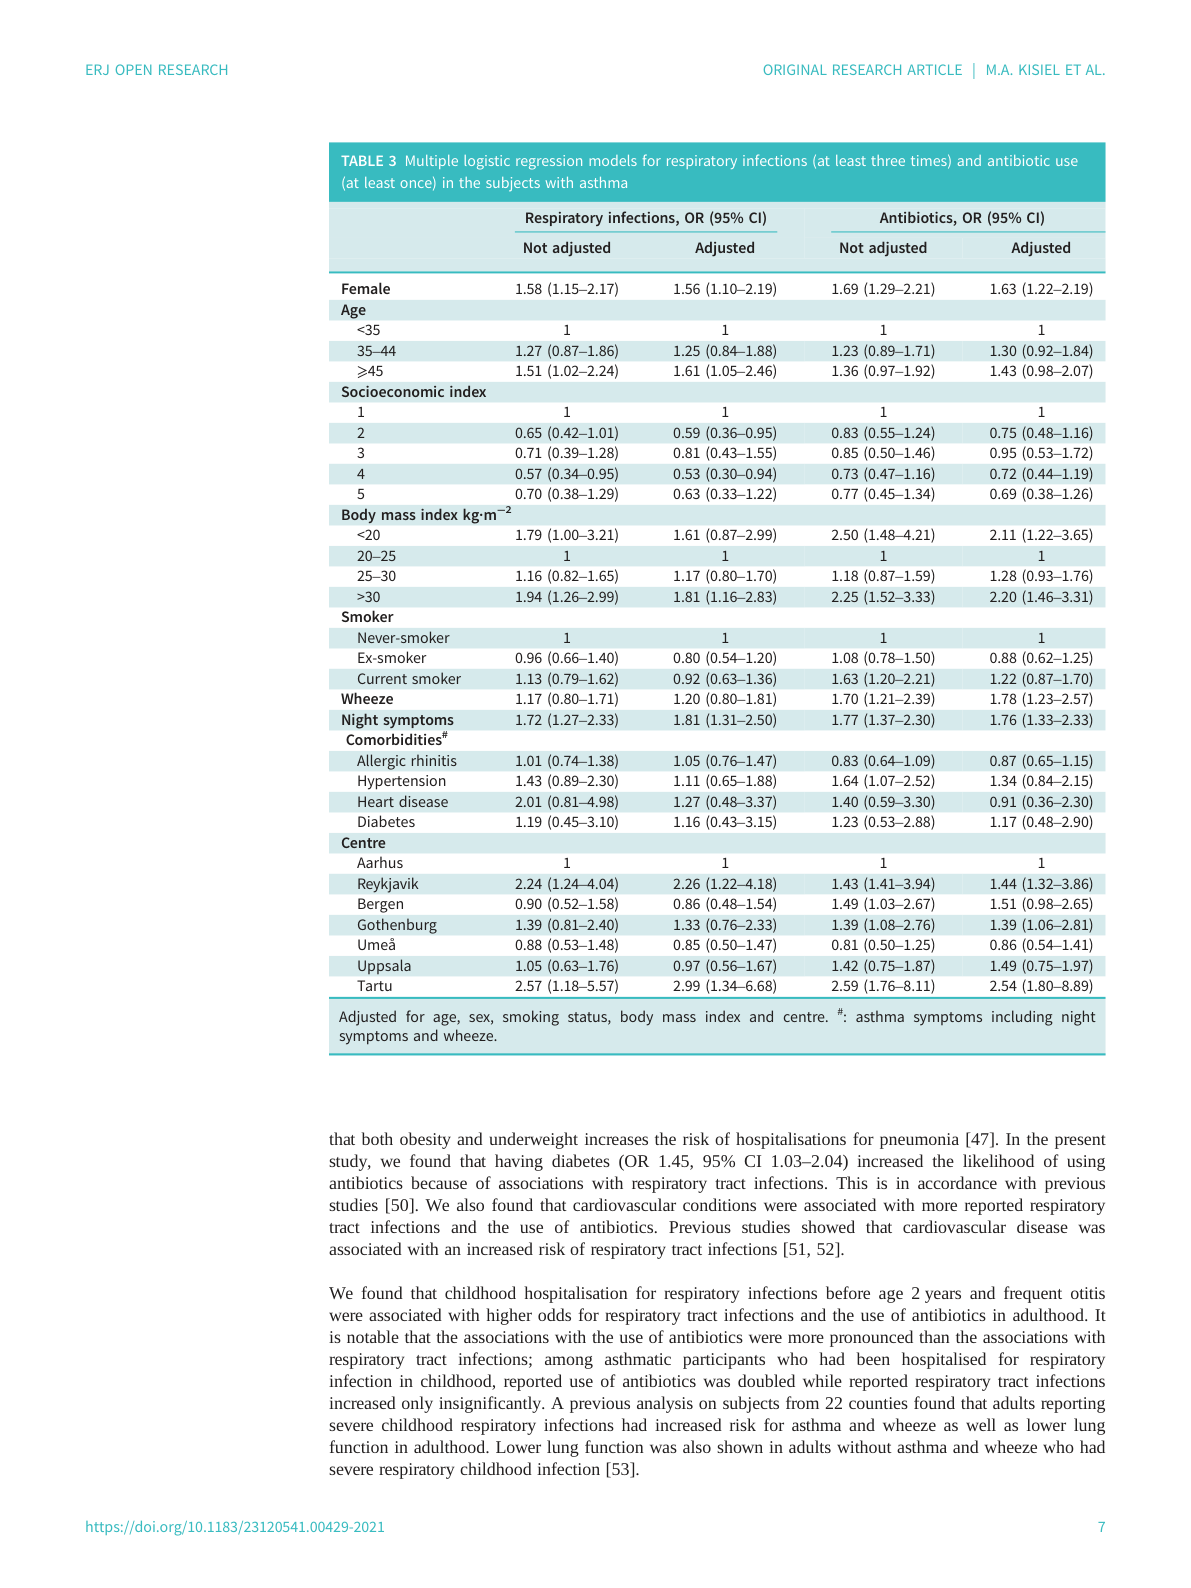 ERJ OPEN RESEARCH
ORIGINAL RESEARCH ARTICLE | M.A. KISIEL ET AL.
TABLE 3 Multiple logistic regression models for respiratory infections (at least three times) and antibiotic use
(at least once) in the subjects with asthma
Respiratory infections, OR (95% CI) Antibiotics, OR (95% CI)
Not adjusted Adjusted Not adjusted Adjusted
Female 1.58 (1.15–2.17) 1.56 (1.10–2.19) 1.69 (1.29–2.21) 1.63 (1.22–2.19)
Age
<35 1 1 1 1
35–44 1.27 (0.87–1.86) 1.25 (0.84–1.88) 1.23 (0.89–1.71) 1.30 (0.92–1.84)
⩾45 1.51 (1.02–2.24) 1.61 (1.05–2.46) 1.36 (0.97–1.92) 1.43 (0.98–2.07)
Socioeconomic index
1 1 1 1 1
2 0.65 (0.42–1.01) 0.59 (0.36–0.95) 0.83 (0.55–1.24) 0.75 (0.48–1.16)
3 0.71 (0.39–1.28) 0.81 (0.43–1.55) 0.85 (0.50–1.46) 0.95 (0.53–1.72)
4 0.57 (0.34–0.95) 0.53 (0.30–0.94) 0.73 (0.47–1.16) 0.72 (0.44–1.19)
5 0.70 (0.38–1.29) 0.63 (0.33–1.22) 0.77 (0.45–1.34) 0.69 (0.38–1.26)
Body mass index kg·m⁻²
<20 1.79 (1.00–3.21) 1.61 (0.87–2.99) 2.50 (1.48–4.21) 2.11 (1.22–3.65)
20–25 1 1 1 1
25–30 1.16 (0.82–1.65) 1.17 (0.80–1.70) 1.18 (0.87–1.59) 1.28 (0.93–1.76)
>30 1.94 (1.26–2.99) 1.81 (1.16–2.83) 2.25 (1.52–3.33) 2.20 (1.46–3.31)
Smoker
Never-smoker 1 1 1 1
Ex-smoker 0.96 (0.66–1.40) 0.80 (0.54–1.20) 1.08 (0.78–1.50) 0.88 (0.62–1.25)
Current smoker 1.13 (0.79–1.62) 0.92 (0.63–1.36) 1.63 (1.20–2.21) 1.22 (0.87–1.70)
Wheeze 1.17 (0.80–1.71) 1.20 (0.80–1.81) 1.70 (1.21–2.39) 1.78 (1.23–2.57)
Night symptoms 1.72 (1.27–2.33) 1.81 (1.31–2.50) 1.77 (1.37–2.30) 1.76 (1.33–2.33)
Comorbidities#
Allergic rhinitis 1.01 (0.74–1.38) 1.05 (0.76–1.47) 0.83 (0.64–1.09) 0.87 (0.65–1.15)
Hypertension 1.43 (0.89–2.30) 1.11 (0.65–1.88) 1.64 (1.07–2.52) 1.34 (0.84–2.15)
Heart disease 2.01 (0.81–4.98) 1.27 (0.48–3.37) 1.40 (0.59–3.30) 0.91 (0.36–2.30)
Diabetes 1.19 (0.45–3.10) 1.16 (0.43–3.15) 1.23 (0.53–2.88) 1.17 (0.48–2.90)
Centre
Aarhus 1 1 1 1
Reykjavik 2.24 (1.24–4.04) 2.26 (1.22–4.18) 1.43 (1.41–3.94) 1.44 (1.32–3.86)
Bergen 0.90 (0.52–1.58) 0.86 (0.48–1.54) 1.49 (1.03–2.67) 1.51 (0.98–2.65)
Gothenburg 1.39 (0.81–2.40) 1.33 (0.76–2.33) 1.39 (1.08–2.76) 1.39 (1.06–2.81)
Umeå 0.88 (0.53–1.48) 0.85 (0.50–1.47) 0.81 (0.50–1.25) 0.86 (0.54–1.41)
Uppsala 1.05 (0.63–1.76) 0.97 (0.56–1.67) 1.42 (0.75–1.87) 1.49 (0.75–1.97)
Tartu 2.57 (1.18–5.57) 2.99 (1.34–6.68) 2.59 (1.76–8.11) 2.54 (1.80–8.89)
Adjusted for age, sex, smoking status, body mass index and centre. #: asthma symptoms including night
symptoms and wheeze.
that both obesity and underweight increases the risk of hospitalisations for pneumonia [47]. In the present
study, we found that having diabetes (OR 1.45, 95% CI 1.03–2.04) increased the likelihood of using
antibiotics because of associations with respiratory tract infections. This is in accordance with previous
studies [50]. We also found that cardiovascular conditions were associated with more reported respiratory
tract infections and the use of antibiotics. Previous studies showed that cardiovascular disease was
associated with an increased risk of respiratory tract infections [51, 52].
We found that childhood hospitalisation for respiratory infections before age 2 years and frequent otitis
were associated with higher odds for respiratory tract infections and the use of antibiotics in adulthood. It
is notable that the associations with the use of antibiotics were more pronounced than the associations with
respiratory tract infections; among asthmatic participants who had been hospitalised for respiratory
infection in childhood, reported use of antibiotics was doubled while reported respiratory tract infections
increased only insignificantly. A previous analysis on subjects from 22 counties found that adults reporting
severe childhood respiratory infections had increased risk for asthma and wheeze as well as lower lung
function in adulthood. Lower lung function was also shown in adults without asthma and wheeze who had
severe respiratory childhood infection [53].
https://doi.org/10.1183/23120541.00429-2021
7